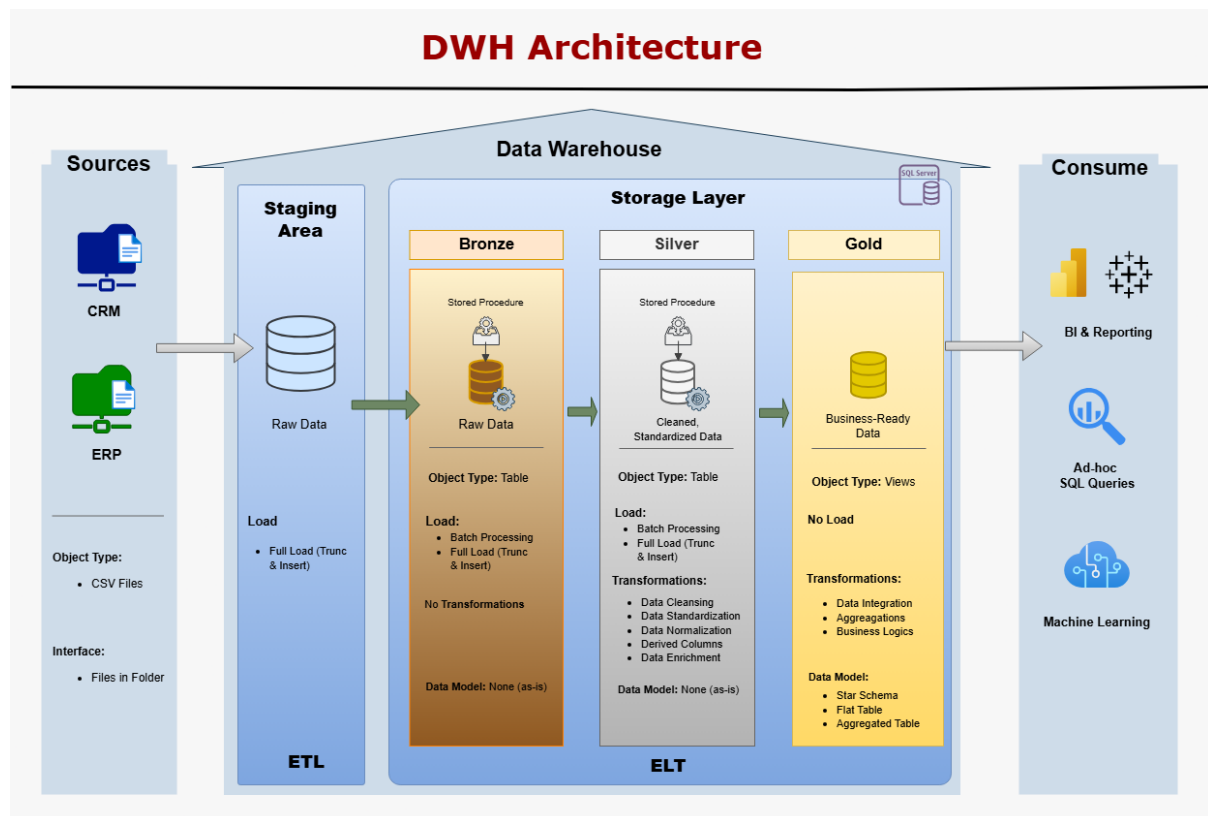 DWH Architecture
Sources
CRM
ERP
Object Type:
CSV Files
Interface:
Files in Folder
Data Warehouse
Staging
Area
Raw Data
Load
Full Load (Trunc
& Insert)
ETL
SQL Server
Storage Layer
Bronze
Stored Procedure
Raw Data
Object Type: Table
Load:
Batch Processing
Full Load (Trunc
& Insert)
No Transformations
Data Model: None (as-is)
Silver
Stored Procedure
Cleaned,
Standardized Data
Object Type: Table
Load:
Batch Processing
Full Load (Trunc
& Insert)
Transformations:
Data Cleansing
Data Standardization
Data Normalization
Derived Columns
Data Enrichment
Data Model: None (as-is)
Gold
Business-Ready
Data
Object Type: Views
No Load
Transformations:
Data Integration
Aggreagations
Business Logics
Data Model:
Star Schema
Flat Table
Aggregated Table
ELT
Consume
BI & Reporting
Ad-hoc
SQL Queries
Machine Learning